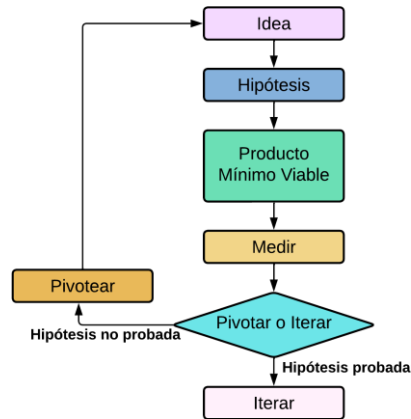 Idea
Hipótesis
Producto
Mínimo Viable
Medir
Pivotear
Pivotar o Iterar
Hipótesis no probada
Hipótesis probada
Iterar